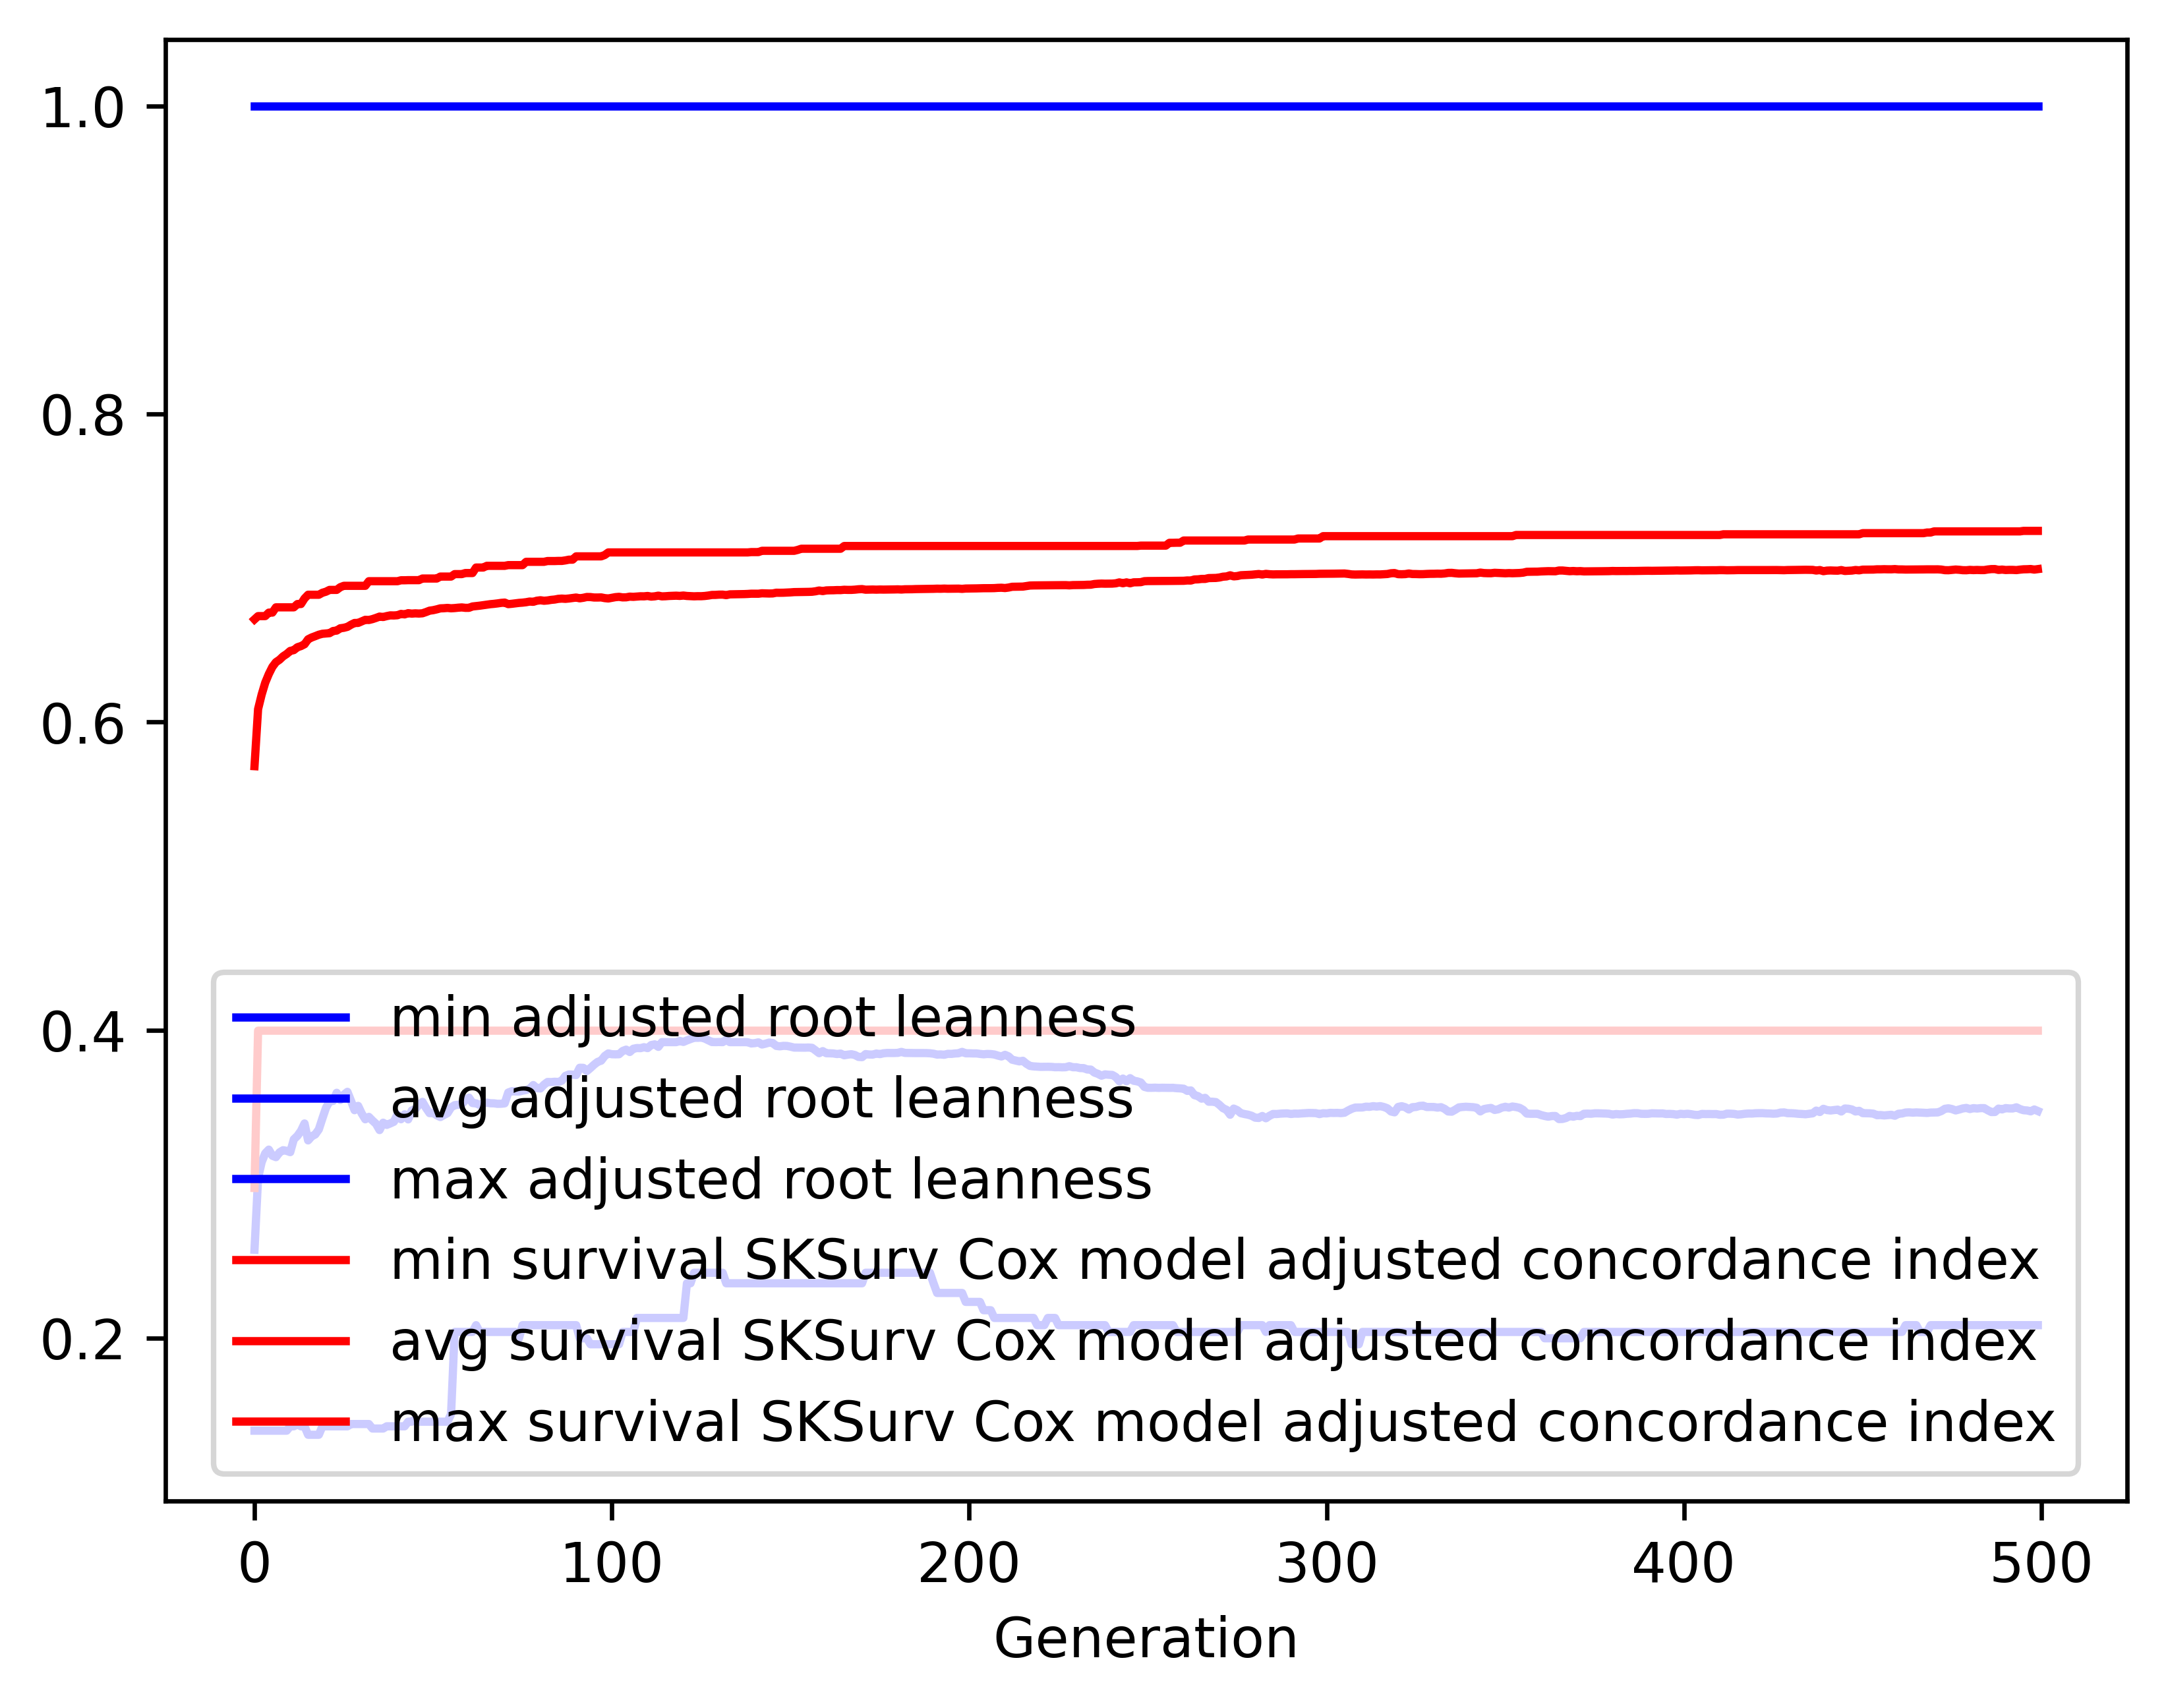 1.0
0.8
0.6
0.4
0.2
min adjusted root leanness
avg adjusted root leanness
max adjusted root leanness
min survival SKSurv Cox model adjusted concordance index
avg survival SKSurv Cox model adjusted concordance index
max survival SKSurv Cox model adjusted concordance index
0 100 200 300 400 500
Generation